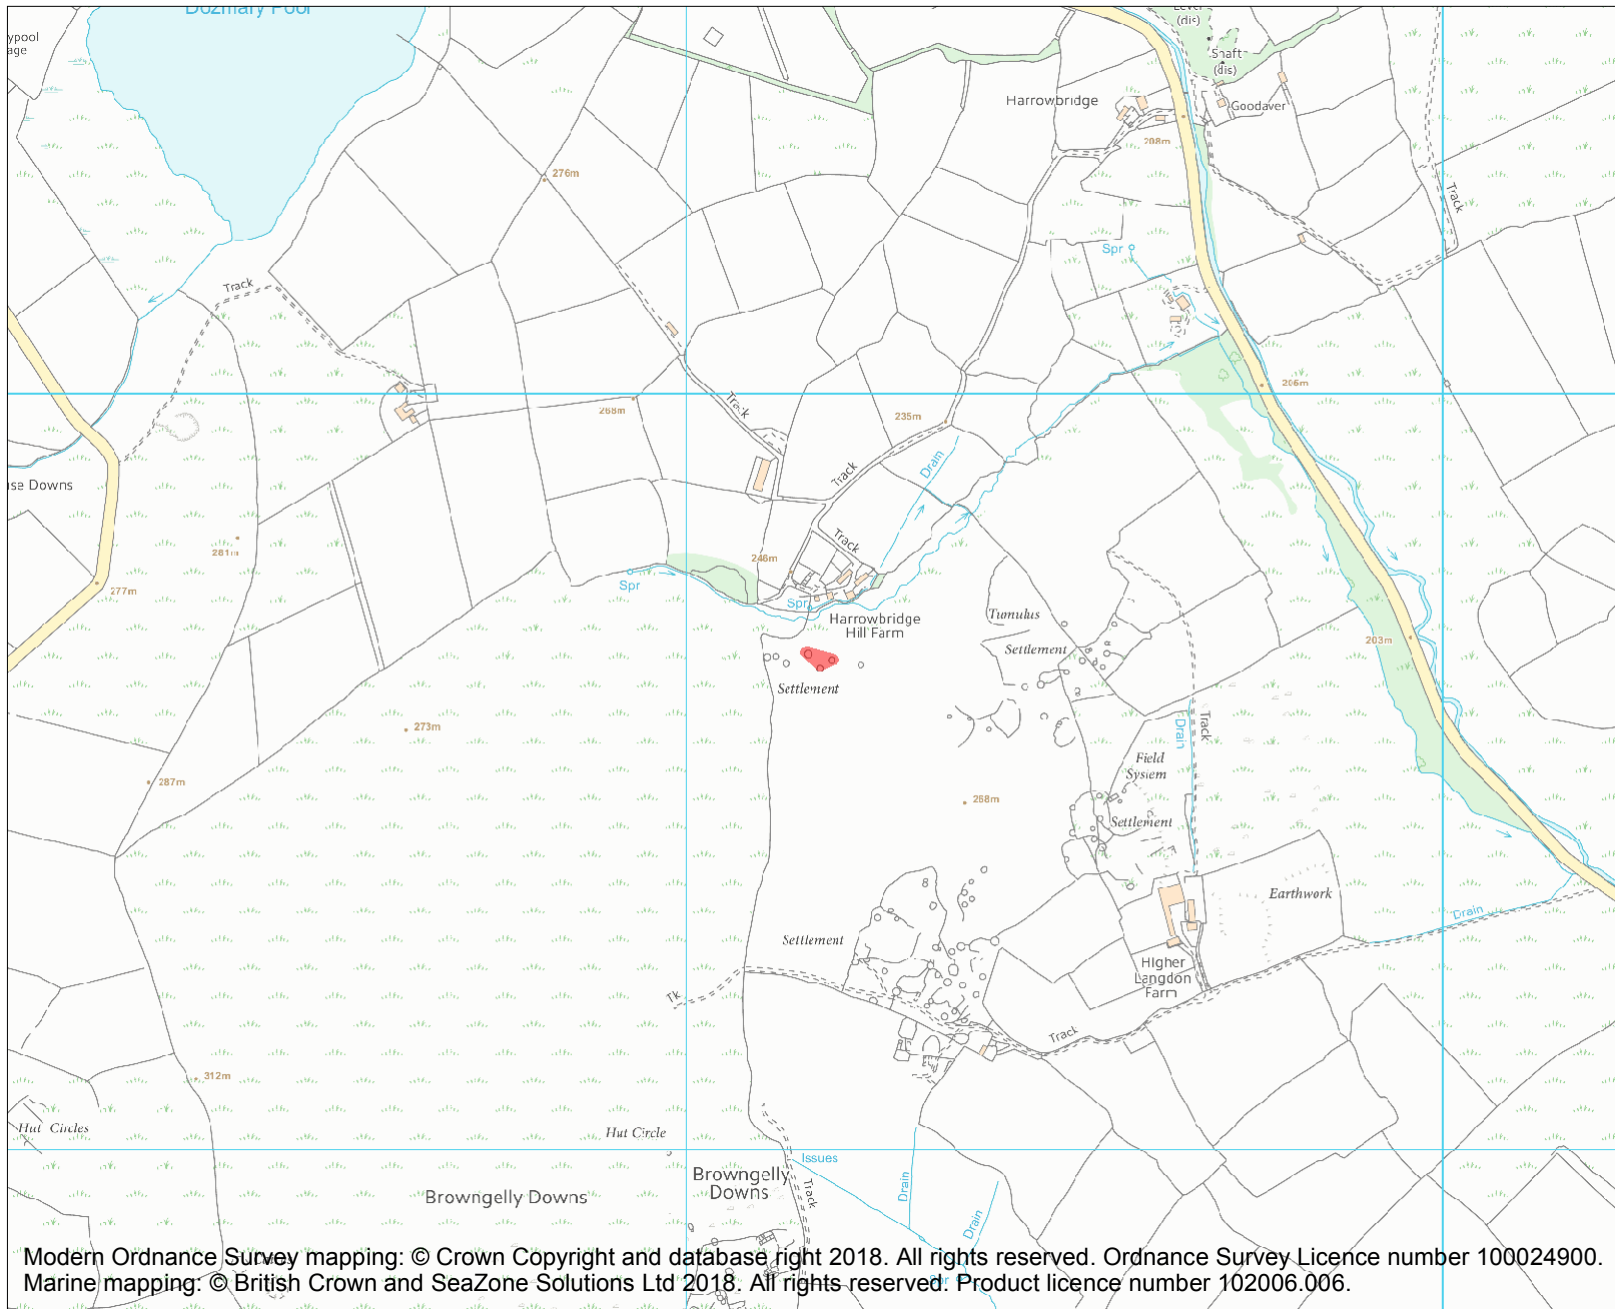 Dozmary Pool
Level
(dis)
Shaft
(dis)
Harrowbridge
Goodaver
208m
276m
Track
Spr
Track
206m
268m
Track
235m
Drain
Track
Downs
281m
277m
Track
246m
Spr
Spr
Harrowbridge
Hill Farm
Tumulus
Settlement
203m
Settlement
273m
Drain
Track
Field
System
287m
268m
Settlement
Earthwork
Drain
Settlement
Higher
Langdon
Farm
Tk
Track
312m
Hut Circles
Hut Circle
Issues
Browngelly
Downs
Browngelly Downs
Drain
Track
Drain
Spr
Modern Ordnance Survey mapping: © Crown Copyright and database right 2018. All rights reserved. Ordnance Survey Licence number 100024900.
Marine mapping: © British Crown and SeaZone Solutions Ltd 2018. All rights reserved. Product licence number 102006.006.